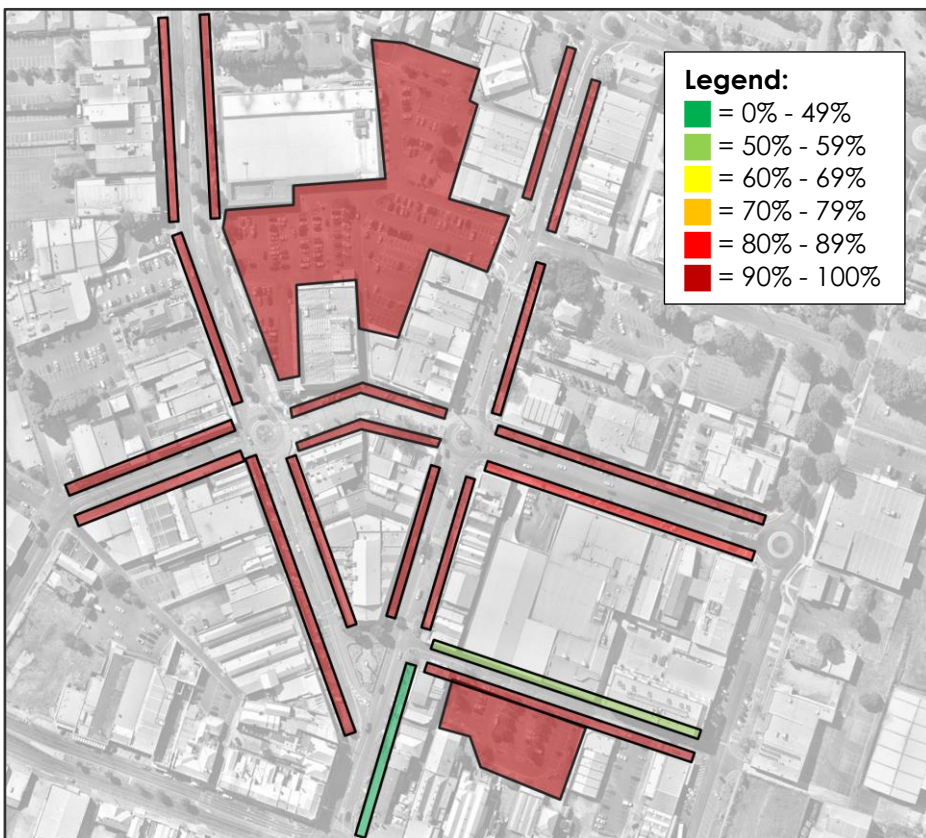 Legend:
= 0% - 49%
= 50% - 59%
= 60% - 69%
= 70% - 79%
= 80% - 89%
= 90% - 100%